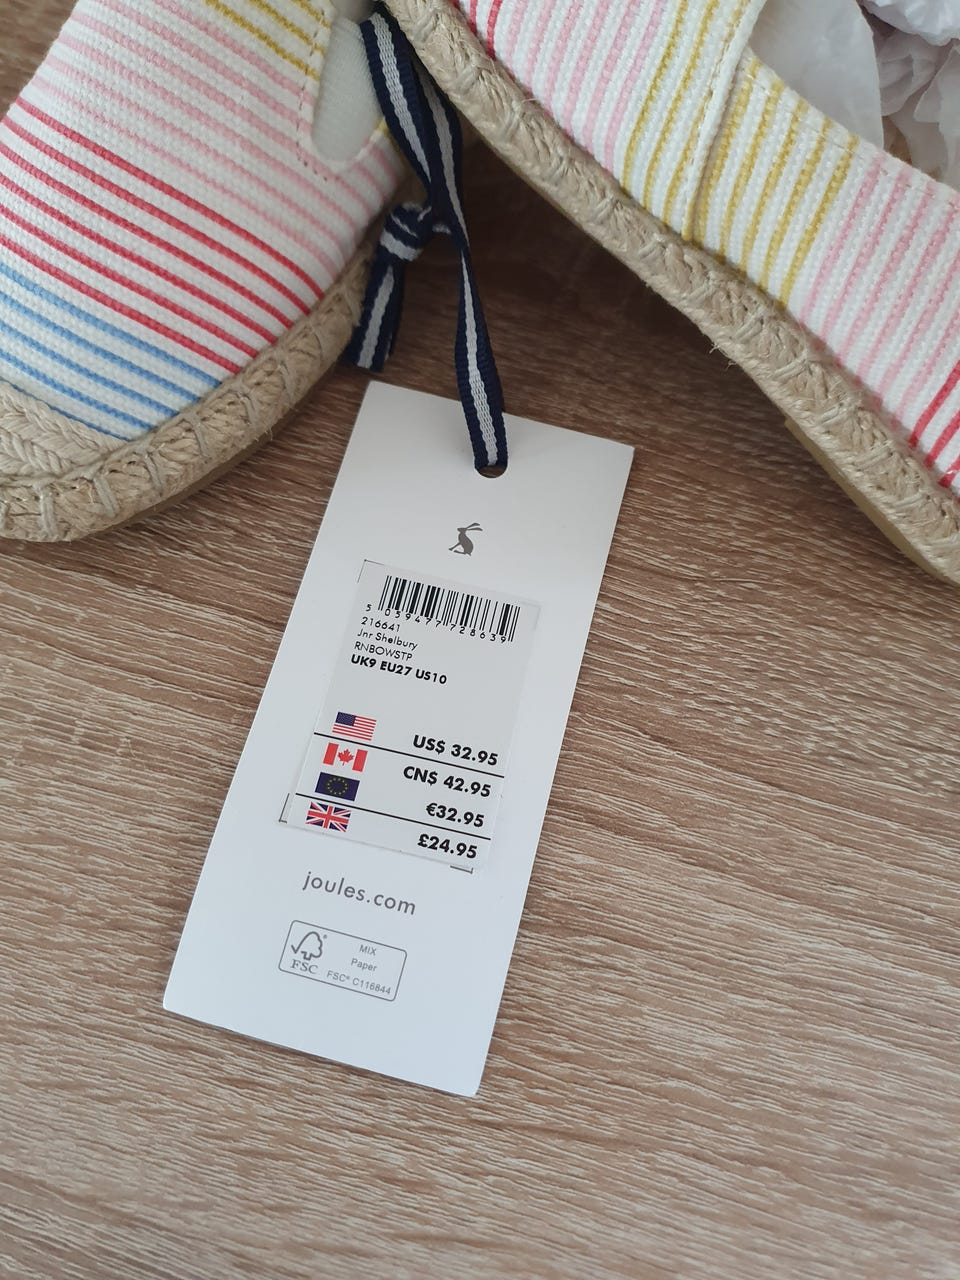 5 059477 728639
216641
Jnr Shelbury
RNBOWSTP
UK9 EU27 US10
US$ 32.95
CN$ 42.95
€32.95
£24.95
joules.com
MIX
Paper
FSC® C116844
FSC